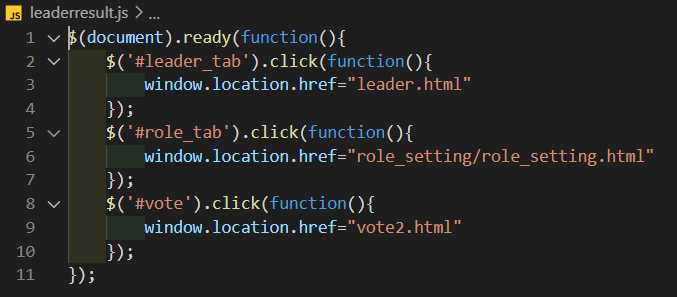 JS leaderresult.js > ...
1 $(document).ready(function(){
2     $('#leader_tab').click(function(){
3         window.location.href="leader.html"
4     });
5     $('#role_tab').click(function(){
6         window.location.href="role_setting/role_setting.html"
7     });
8     $('#vote').click(function(){
9         window.location.href="vote2.html"
10     });
11 });